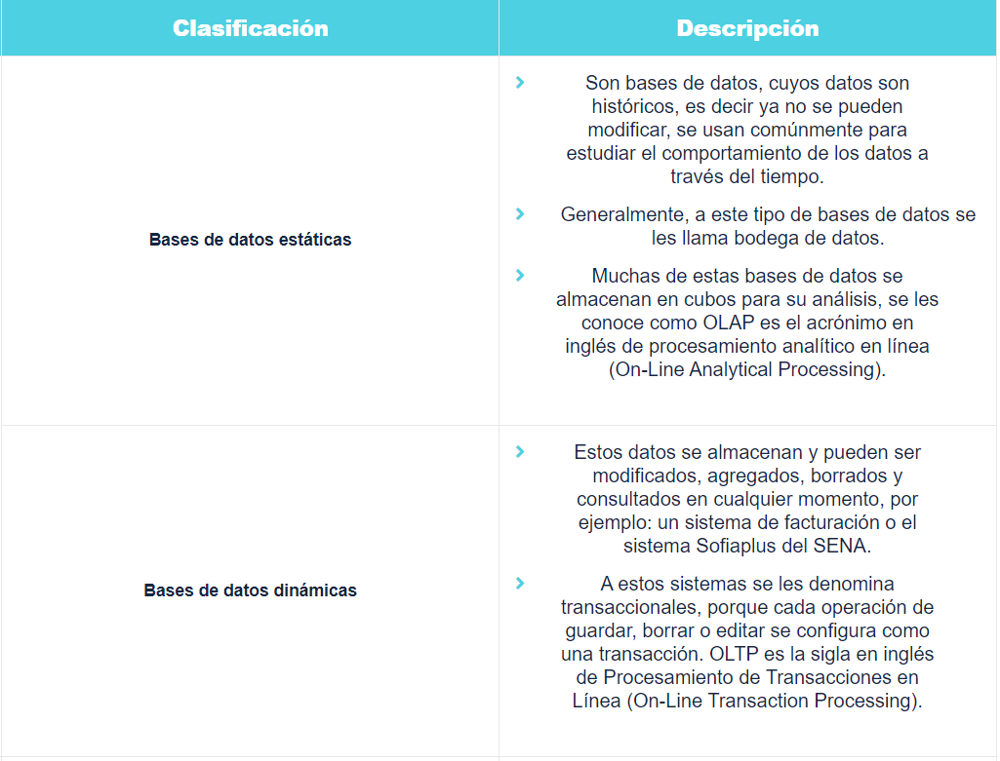 Clasificación
Descripción
Bases de datos estáticas
Son bases de datos, cuyos datos son
históricos, es decir ya no se pueden
modificar, se usan comúnmente para
estudiar el comportamiento de los datos a
través del tiempo.
Generalmente, a este tipo de bases de datos se
les llama bodega de datos.
Muchas de estas bases de datos se
almacenan en cubos para su análisis, se les
conoce como OLAP es el acrónimo en
inglés de procesamiento analítico en línea
(On-Line Analytical Processing).
Bases de datos dinámicas
Estos datos se almacenan y pueden ser
modificados, agregados, borrados y
consultados en cualquier momento, por
ejemplo: un sistema de facturación o el
sistema Sofiaplus del SENA.
A estos sistemas se les denomina
transaccionales, porque cada operación de
guardar, borrar o editar se configura como
una transacción. OLTP es la sigla en inglés
de Procesamiento de Transacciones en
Línea (On-Line Transaction Processing).